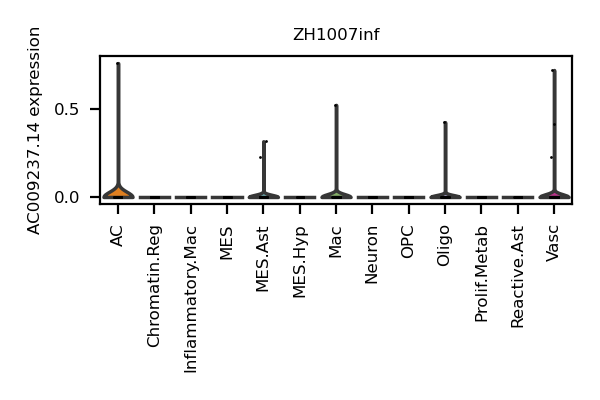 ZH1007inf
AC009237.14 expression
0.5
0.0
AC
Chromatin.Reg
Inflammatory.Mac
MES
MES.Ast
MES.Hyp
Mac
Neuron
OPC
Oligo
Prolif.Metab
Reactive.Ast
Vasc